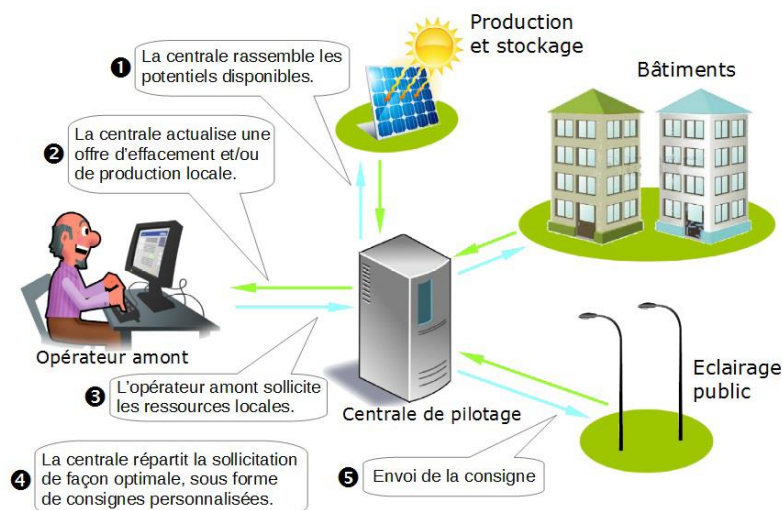 Production
et stockage
❶ La centrale rassemble les
potentiels disponibles.
Bâtiments
❷ La centrale actualise une
offre d'effacement et/ou
de production locale.
Opérateur amont
❸ L'opérateur amont sollicite
les ressources locales.
Centrale de pilotage
Eclairage
public
❹ La centrale répartit la sollicitation
de façon optimale, sous forme
de consignes personnalisées.
❺ Envoi de la consigne